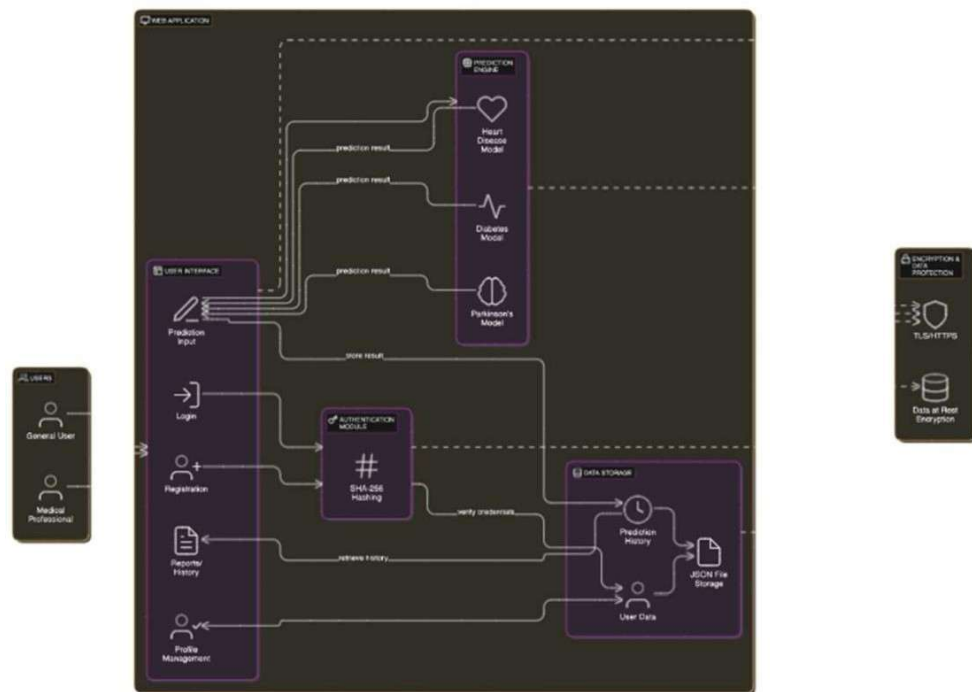 WEB APPLICATION
PREDICTION
ENGINE
Heart
Disease
Model
prediction result
prediction result
Diabetes
Model
prediction result
Parkinson's
Model
USER INTERFACE
Prediction
Input
store result
Login
Registration
Reports/
History
Profile
Management
USERS
General User
Medical
Professional
AUTHENTICATION
MODULE
SHA-256
Hashing
verify credentials
retrieve history
DATA STORAGE
Prediction
History
JSON File
Storage
User Data
ENCRYPTION &
DATA
PROTECTION
TLS/HTTPS
Data at Rest
Encryption